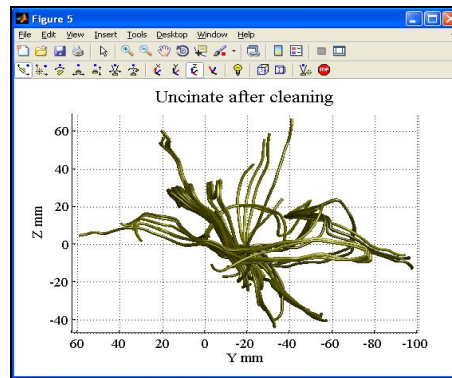 Figure 5
File Edit View Insert Tools Desktop Window Help
STOP
Uncinate after cleaning
60
40
20
0
-20
-40
Z mm
60 40 20 0 -20 -40 -60 -80 -100
Y mm